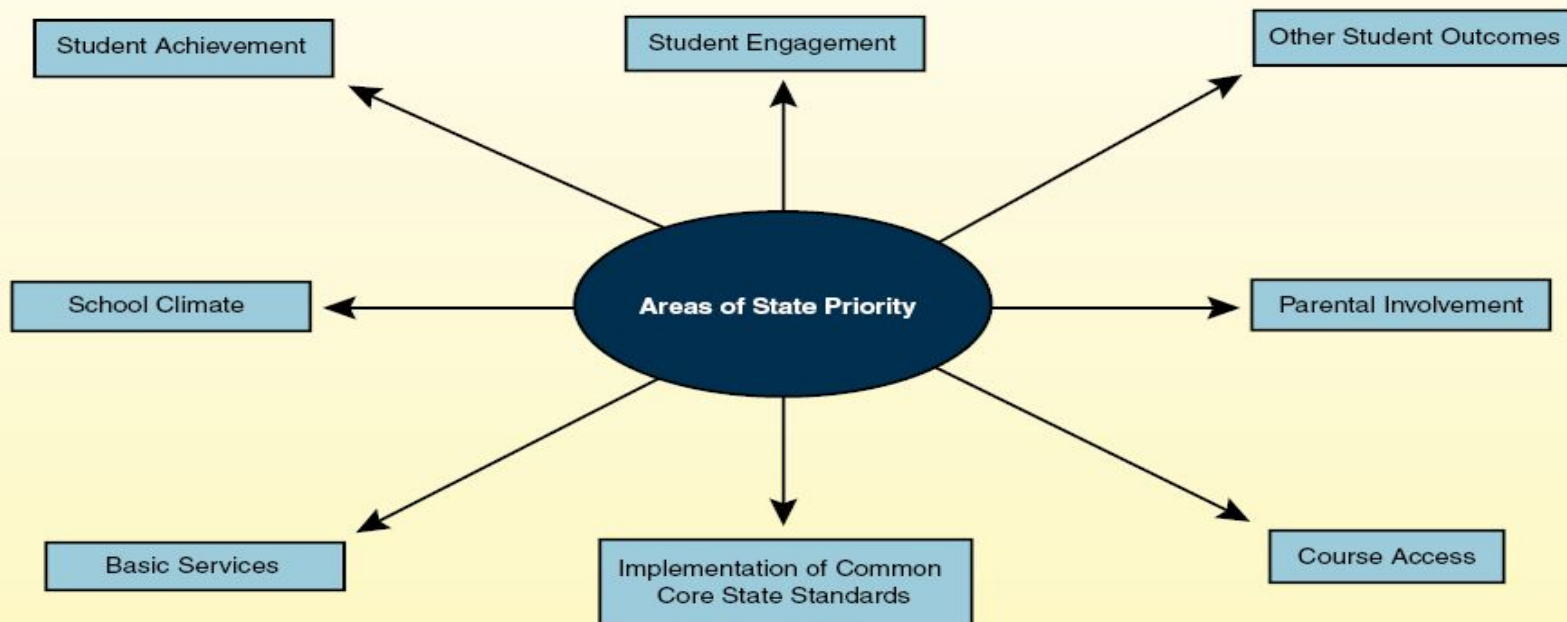 Student Achievement
Student Engagement
Other Student Outcomes
School Climate
Areas of State Priority
Parental Involvement
Basic Services
Implementation of Common
Core State Standards
Course Access